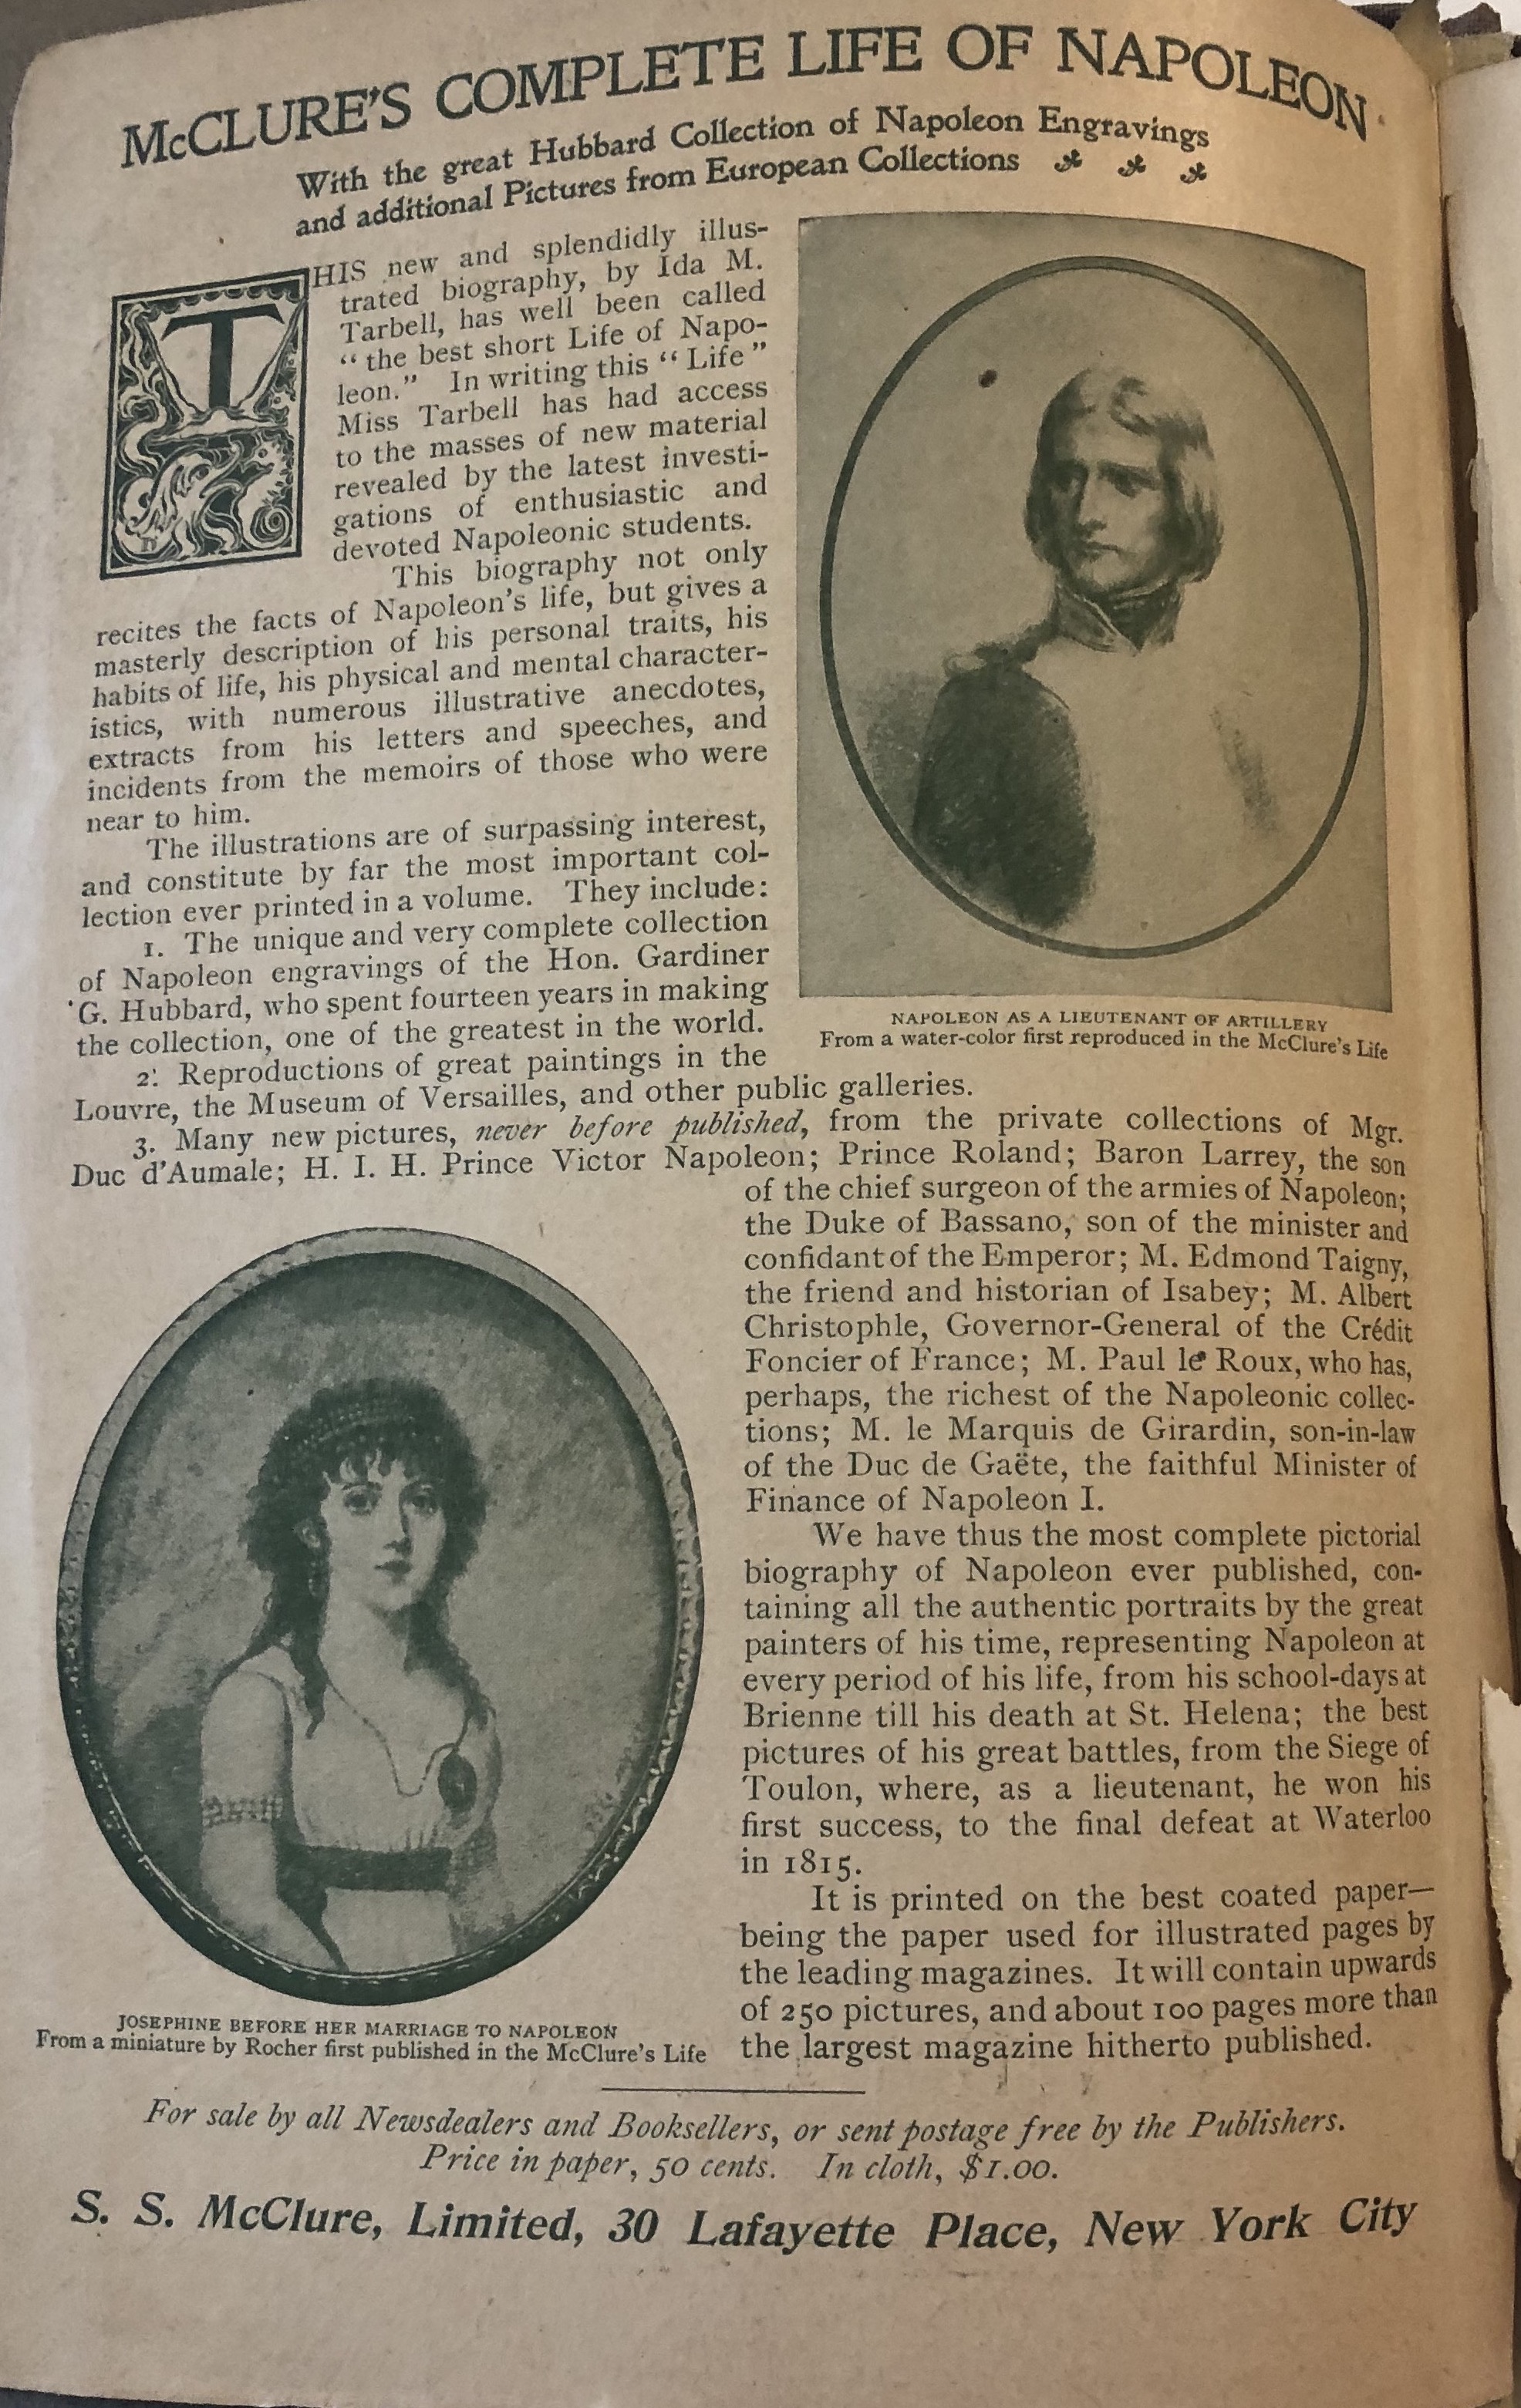 McCLURE'S COMPLETE LIFE OF NAPOLEON
With the great Hubbard Collection of Napoleon Engravings
and additional Pictures from European Collections
THIS new and splendidly illus-
trated biography, by Ida M.
Tarbell, has well been called
“ the best short Life of Napo-
leon.” In writing this “ Life ”
Miss Tarbell has had access
to the masses of new material
revealed by the latest investi-
gations of enthusiastic and
devoted Napoleonic students.
This biography not only
recites the facts of Napoleon's life, but gives a
masterly description of his personal traits, his
habits of life, his physical and mental character-
istics, with numerous illustrative anecdotes,
extracts from his letters and speeches, and
incidents from the memoirs of those who were
near to him.
The illustrations are of surpassing interest,
and constitute by far the most important col-
lection ever printed in a volume. They include:
1. The unique and very complete collection
of Napoleon engravings of the Hon. Gardiner
G. Hubbard, who spent fourteen years in making
the collection, one of the greatest in the world.
2. Reproductions of great paintings in the
Louvre, the Museum of Versailles, and other public galleries.
NAPOLEON AS A LIEUTENANT OF ARTILLERY
From a water-color first reproduced in the McClure's Life
3. Many new pictures, never before published, from the private collections of Mgr.
Duc d'Aumale; H. I. H. Prince Victor Napoleon; Prince Roland; Baron Larrey, the son
of the chief surgeon of the armies of Napoleon;
the Duke of Bassano, son of the minister and
confidant of the Emperor; M. Edmond Taigny,
the friend and historian of Isabey; M. Albert
Christophle, Governor-General of the Crédit
Foncier of France; M. Paul le Roux, who has,
perhaps, the richest of the Napoleonic collec-
tions; M. le Marquis de Girardin, son-in-law
of the Duc de Gaëte, the faithful Minister of
Finance of Napoleon I.
We have thus the most complete pictorial
biography of Napoleon ever published, con-
taining all the authentic portraits by the great
painters of his time, representing Napoleon at
every period of his life, from his school-days at
Brienne till his death at St. Helena; the best
pictures of his great battles, from the Siege of
Toulon, where, as a lieutenant, he won his
first success, to the final defeat at Waterloo
in 1815.
It is printed on the best coated paper—
being the paper used for illustrated pages by
the leading magazines. It will contain upwards
of 250 pictures, and about 100 pages more than
the largest magazine hitherto published.
JOSEPHINE BEFORE HER MARRIAGE TO NAPOLEON
From a miniature by Rocher first published in the McClure's Life
For sale by all Newsdealers and Booksellers, or sent postage free by the Publishers.
Price in paper, 50 cents. In cloth, $1.00.
S. S. McClure, Limited, 30 Lafayette Place, New York City